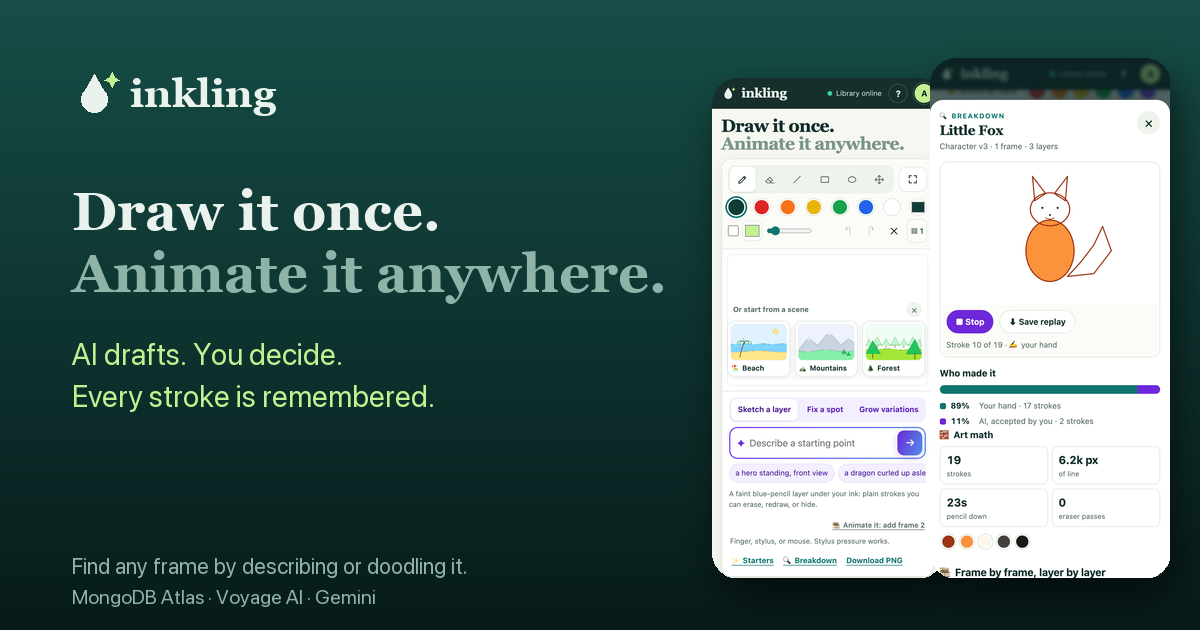 inkling
Draw it once.
Animate it anywhere.
AI drafts. You decide.
Every stroke is remembered.
Find any frame by describing or doodling it.
MongoDB Atlas · Voyage AI · Gemini
inkling
Library online
?
A
Draw it once.
Animate it anywhere.
1
Or start from a scene
Beach
Mountains
Forest
Sketch a layer
Fix a spot
Grow variations
Describe a starting point
a hero standing, front view
a dragon curled up asle
A faint blue-pencil layer under your ink: plain strokes you
can erase, redraw, or hide.
Animate it: add frame 2
Finger, stylus, or mouse. Stylus pressure works.
Starters
Breakdown
Download PNG
BREAKDOWN
Little Fox
Character v3 · 1 frame · 3 layers
Stop
Save replay
Stroke 10 of 19 · your hand
Who made it
89% Your hand · 17 strokes
11% AI, accepted by you · 2 strokes
Art math
19
strokes
6.2k px
of line
23s
pencil down
0
eraser passes
Frame by frame, layer by layer